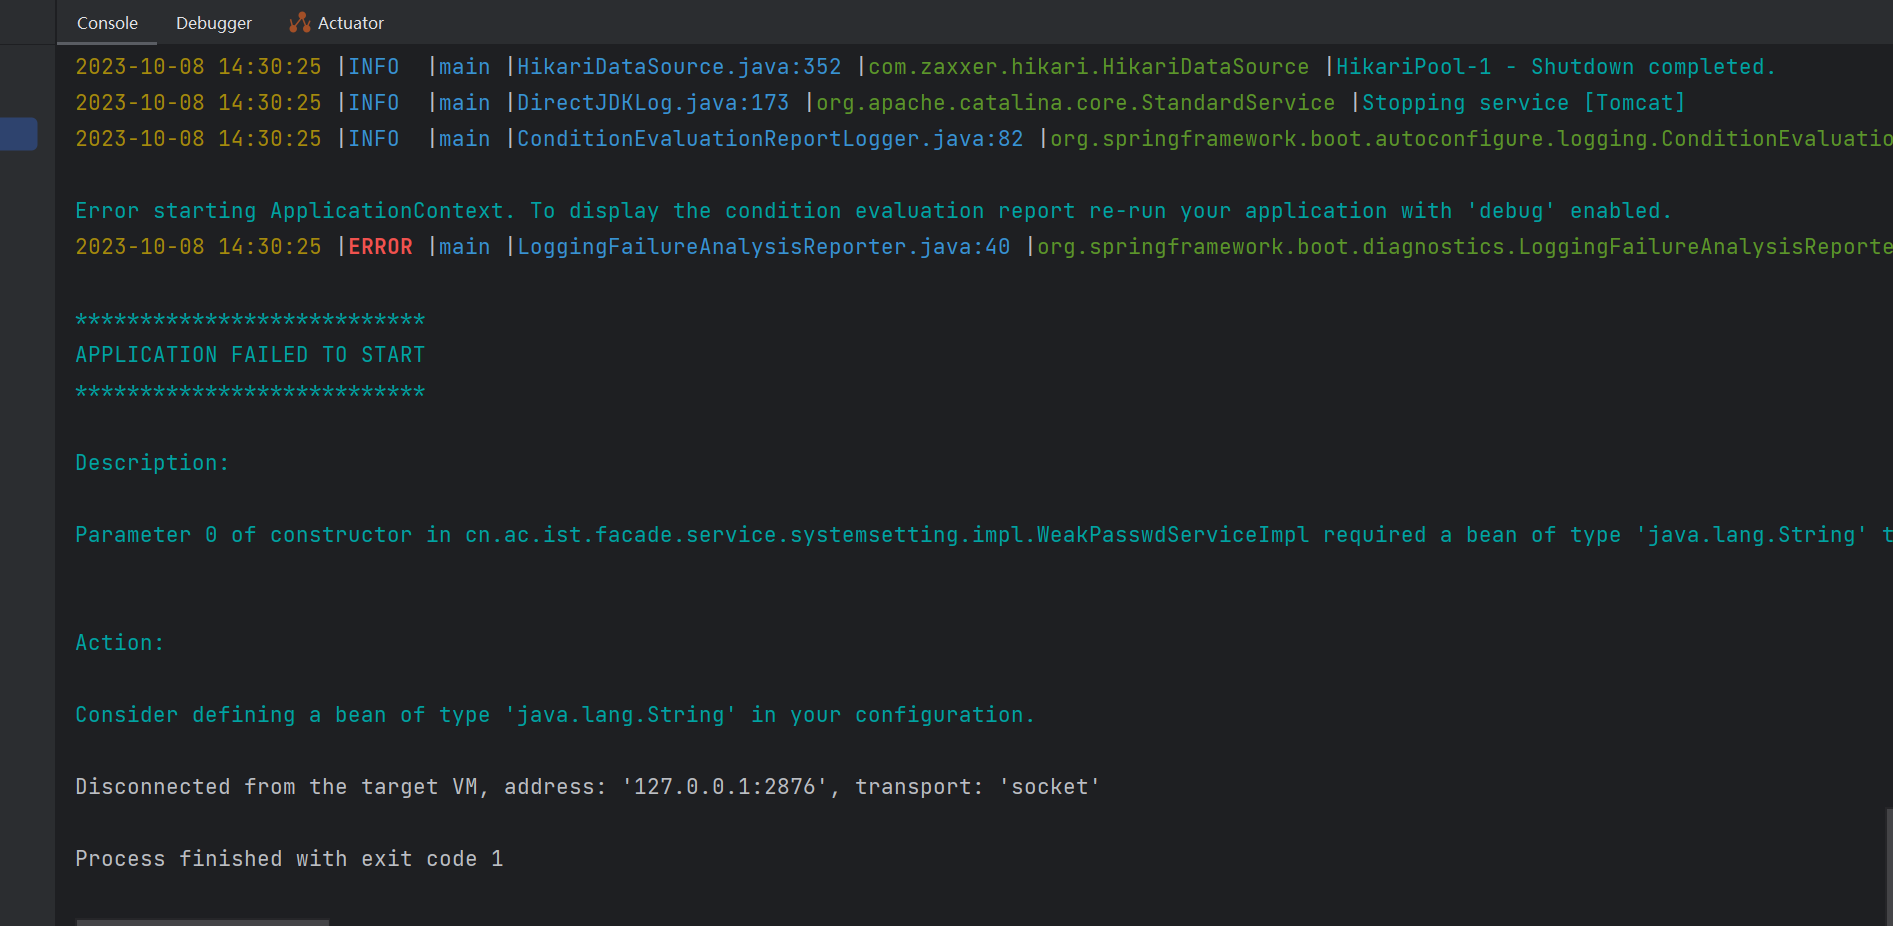 Console Debugger Actuator
2023-10-08 14:30:25 |INFO  |main |HikariDataSource.java:352 |com.zaxxer.hikari.HikariDataSource |HikariPool-1 - Shutdown completed.
2023-10-08 14:30:25 |INFO  |main |DirectJDKLog.java:173 |org.apache.catalina.core.StandardService |Stopping service [Tomcat]
2023-10-08 14:30:25 |INFO  |main |ConditionEvaluationReportLogger.java:82 |org.springframework.boot.autoconfigure.logging.ConditionEvaluatio
Error starting ApplicationContext. To display the condition evaluation report re-run your application with 'debug' enabled.
2023-10-08 14:30:25 |ERROR |main |LoggingFailureAnalysisReporter.java:40 |org.springframework.boot.diagnostics.LoggingFailureAnalysisReporte
***************************
APPLICATION FAILED TO START
***************************
Description:
Parameter 0 of constructor in cn.ac.ist.facade.service.systemsetting.impl.WeakPasswdServiceImpl required a bean of type 'java.lang.String' t
Action:
Consider defining a bean of type 'java.lang.String' in your configuration.
Disconnected from the target VM, address: '127.0.0.1:2876', transport: 'socket'
Process finished with exit code 1